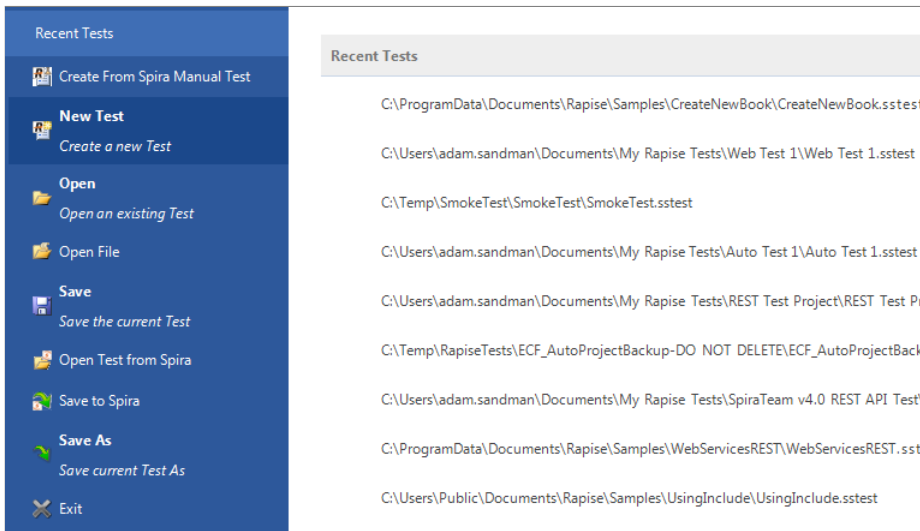 Recent Tests
Create From Spira Manual Test
New Test
Create a new Test
Open
Open an existing Test
Open File
Save
Save the current Test
Open Test from Spira
Save to Spira
Save As
Save current Test As
Exit
Recent Tests
C:\ProgramData\Documents\Rapise\Samples\CreateNewBook\CreateNewBook.sstest
C:\Users\adam.sandman\Documents\My Rapise Tests\Web Test 1\Web Test 1.sstest
C:\Temp\SmokeTest\SmokeTest\SmokeTest.sstest
C:\Users\adam.sandman\Documents\My Rapise Tests\Auto Test 1\Auto Test 1.sstest
C:\Users\adam.sandman\Documents\My Rapise Tests\REST Test Project\REST Test P
C:\Temp\RapiseTests\ECF_AutoProjectBackup-DO NOT DELETE\ECF_AutoProjectBack
C:\Users\adam.sandman\Documents\My Rapise Tests\SpiraTeam v4.0 REST API Test\
C:\ProgramData\Documents\Rapise\Samples\WebServicesREST\WebServicesREST.sst
C:\Users\Public\Documents\Rapise\Samples\UsingInclude\UsingInclude.sstest